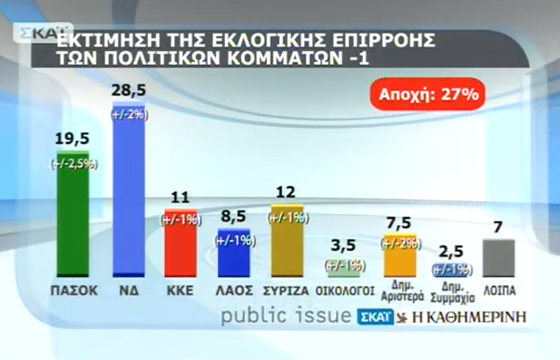 ΣΚΑΪ
ΕΚΤΙΜΗΣΗ ΤΗΣ ΕΚΛΟΓΙΚΗΣ ΕΠΙΡΡΟΗΣ
ΤΩΝ ΠΟΛΙΤΙΚΩΝ ΚΟΜΜΑΤΩΝ -1
Αποχή: 27%
19,5 28,5 11 8,5 12 3,5 7,5 2,5 7
(+/-2,5%) (+/-2%) (+/-1%) (+/-1%) (+/-1%) (+/-1%) (+/-2%) (+/-1%)
ΠΑΣΟΚ ΝΔ ΚΚΕ ΛΑΟΣ ΣΥΡΙΖΑ ΟΙΚΟΛΟΓΟΙ Δημ. Δημ. ΛΟΙΠΑ
Αριστερά Συμμαχία
public issue ΣΚΑΪ Η ΚΑΘΗΜΕΡΙΝΗ